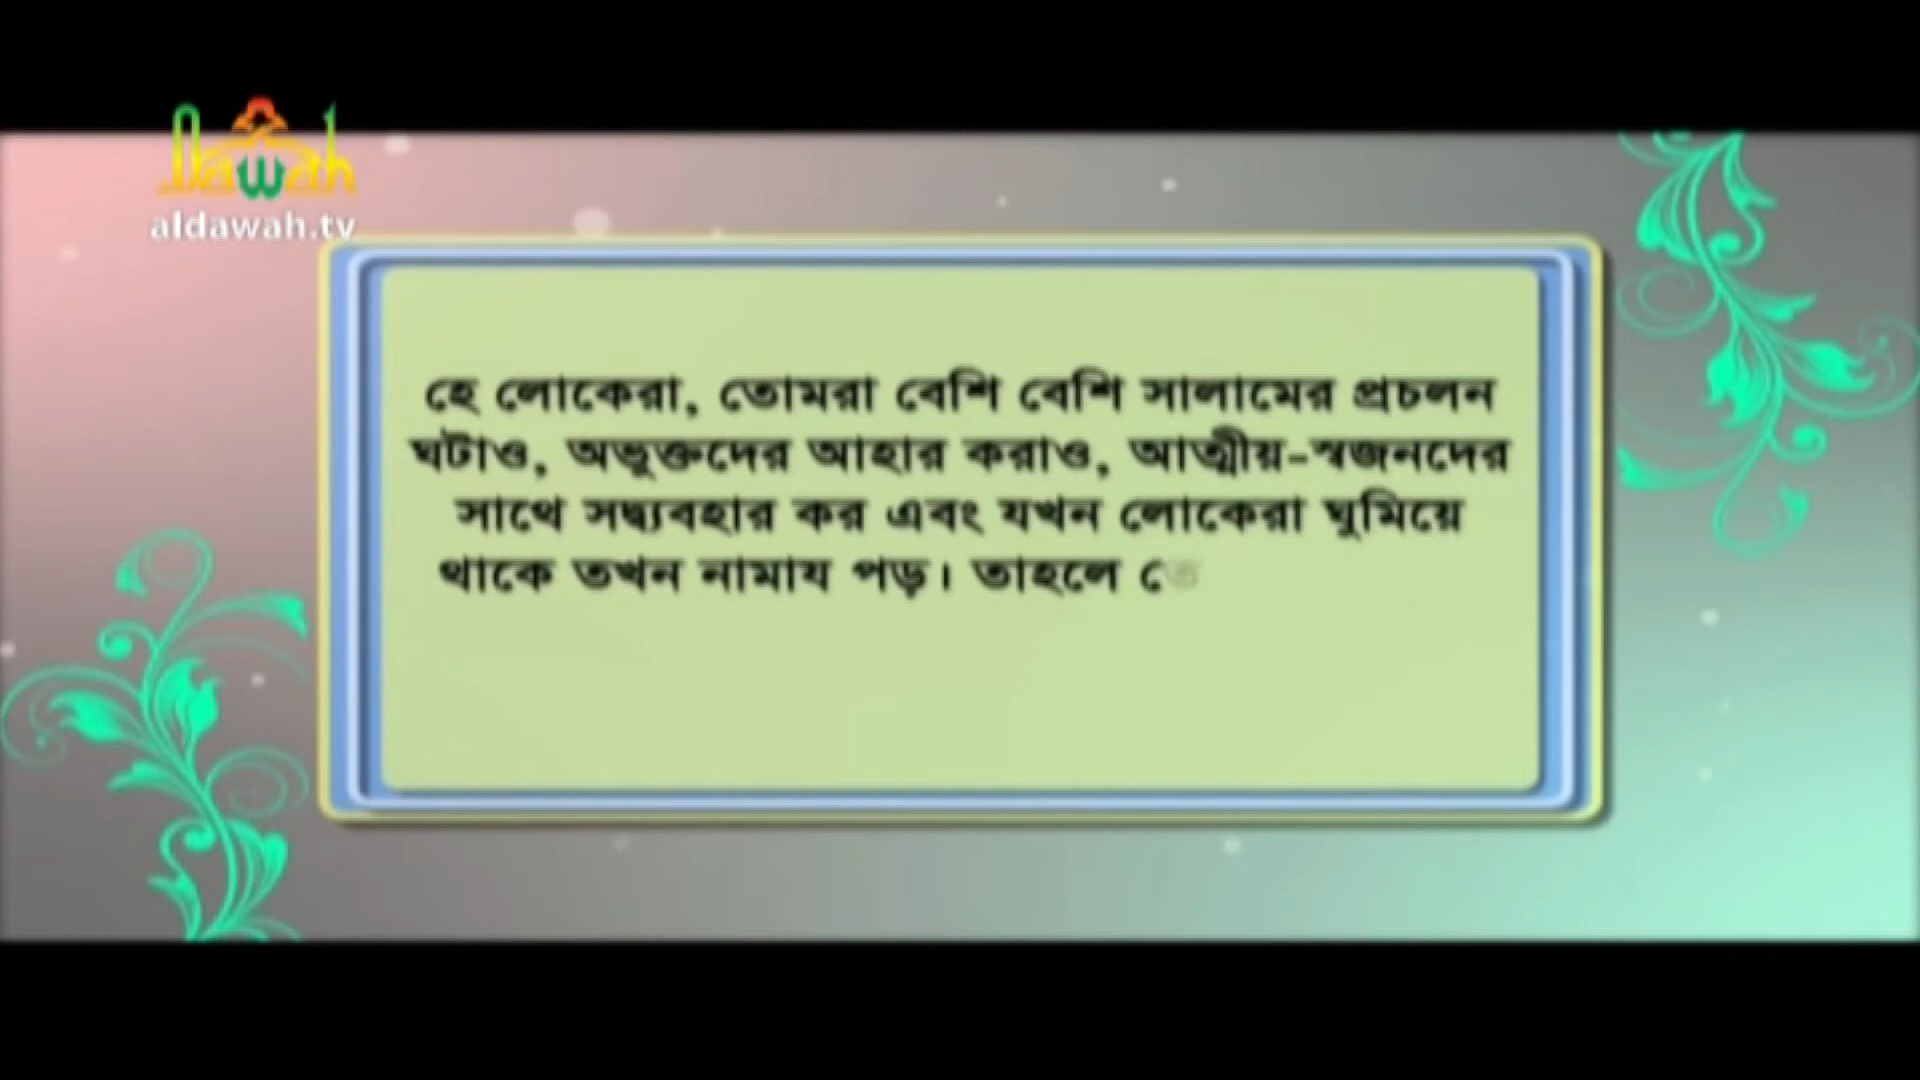 Dawah
aldawah.tv
হে লোকেরা, তোমরা বেশি বেশি সালামের প্রচলন
ঘটাও, অভুক্তদের আহার করাও, আত্মীয়-স্বজনদের
সাথে সদ্ব্যবহার কর এবং যখন লোকেরা ঘুমিয়ে
থাকে তখন নামায পড়। তাহলে তে